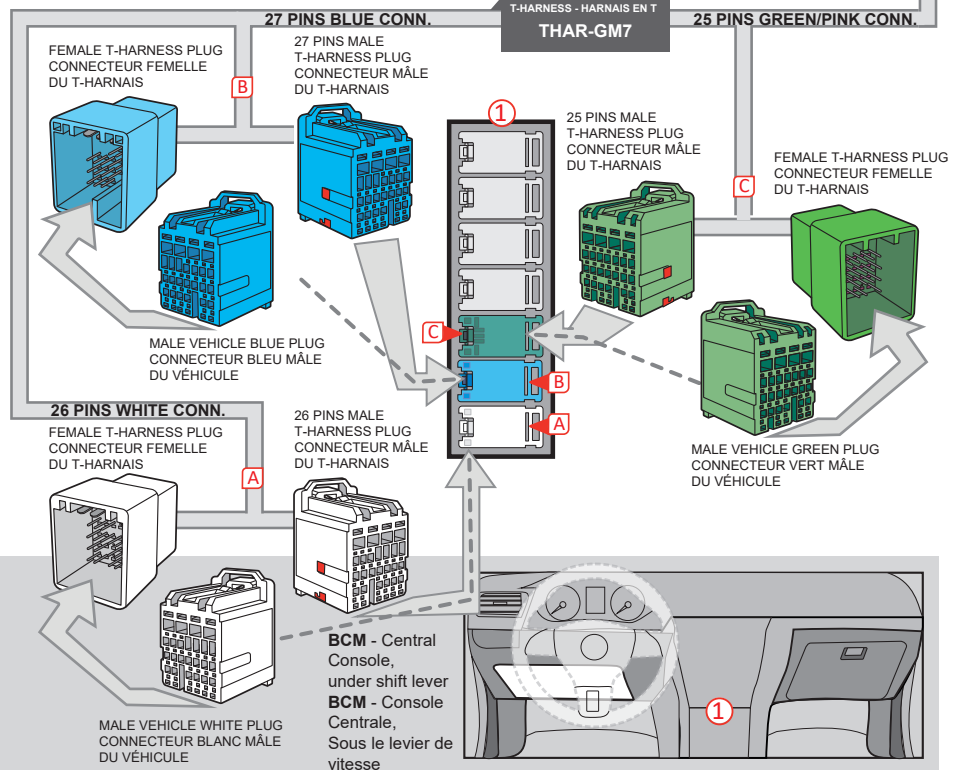 T-HARNESS - HARNAIS EN T
THAR-GM7
27 PINS BLUE CONN.
25 PINS GREEN/PINK CONN.
FEMALE T-HARNESS PLUG
CONNECTEUR FEMELLE
DU T-HARNAIS
B
27 PINS MALE
T-HARNESS PLUG
CONNECTEUR MÂLE
DU T-HARNAIS
1
25 PINS MALE
T-HARNESS PLUG
CONNECTEUR MÂLE
DU T-HARNAIS
C
FEMALE T-HARNESS PLUG
CONNECTEUR FEMELLE
DU T-HARNAIS
MALE VEHICLE BLUE PLUG
CONNECTEUR BLEU MÂLE
DU VÉHICULE
C
B
A
MALE VEHICLE GREEN PLUG
CONNECTEUR VERT MÂLE
DU VÉHICULE
26 PINS WHITE CONN.
FEMALE T-HARNESS PLUG
CONNECTEUR FEMELLE
DU T-HARNAIS
A
26 PINS MALE
T-HARNESS PLUG
CONNECTEUR MÂLE
DU T-HARNAIS
MALE VEHICLE WHITE PLUG
CONNECTEUR BLANC MÂLE
DU VÉHICULE
BCM - Central
Console,
under shift lever
BCM - Console
Centrale,
Sous le levier de
vitesse
1